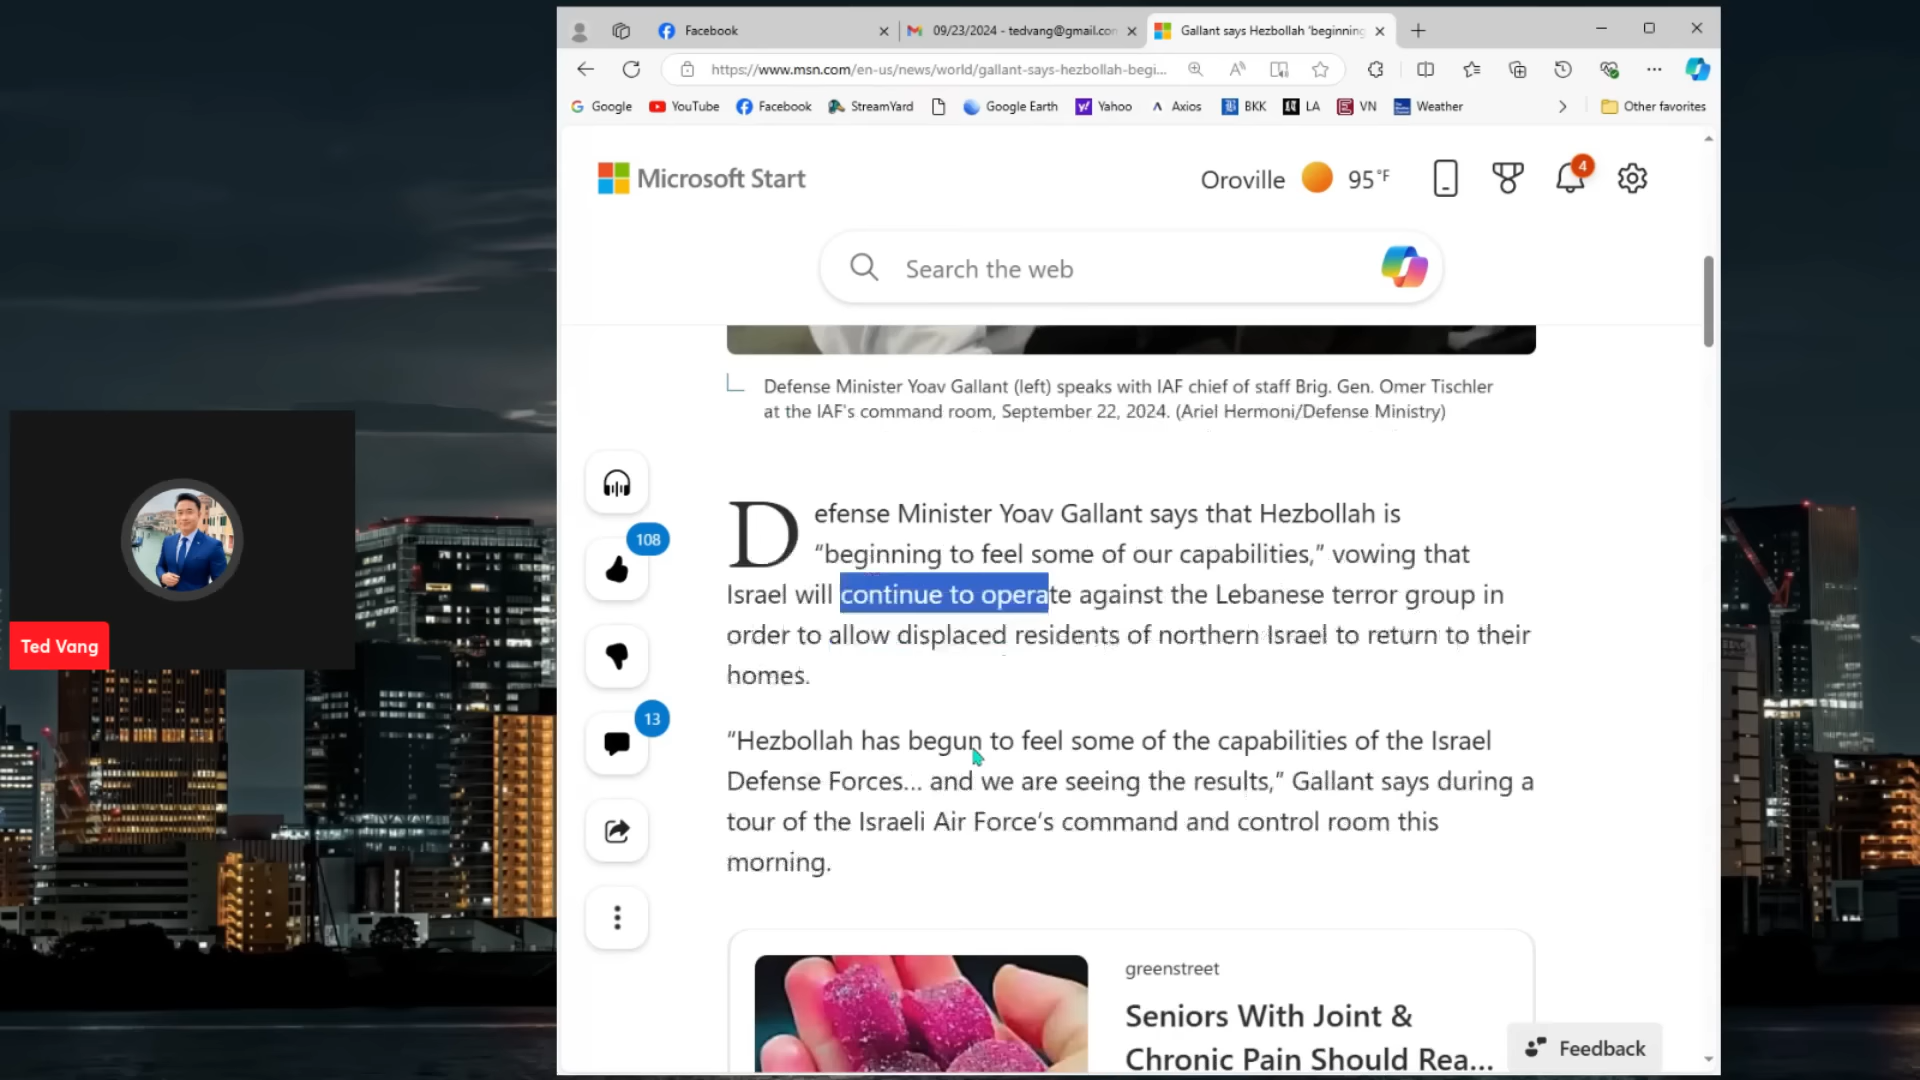 Facebook
09/23/2024 - tedvang@gmail.con
Gallant says Hezbollah 'beginning
https://www.msn.com/en-us/news/world/gallant-says-hezbollah-begi...
Google
YouTube
Facebook
StreamYard
Google Earth
Yahoo
Axios
BKK
LA
VN
Weather
Other favorites
Microsoft Start
Oroville
95°F
4
Search the web
Defense Minister Yoav Gallant (left) speaks with IAF chief of staff Brig. Gen. Omer Tischler
at the IAF's command room, September 22, 2024. (Ariel Hermoni/Defense Ministry)
Defense Minister Yoav Gallant says that Hezbollah is
“beginning to feel some of our capabilities,” vowing that
Israel will continue to operate against the Lebanese terror group in
order to allow displaced residents of northern Israel to return to their
homes.
“Hezbollah has begun to feel some of the capabilities of the Israel
Defense Forces... and we are seeing the results,” Gallant says during a
tour of the Israeli Air Force’s command and control room this
morning.
108
13
Ted Vang
greenstreet
Seniors With Joint &
Chronic Pain Should Rea...
Feedback